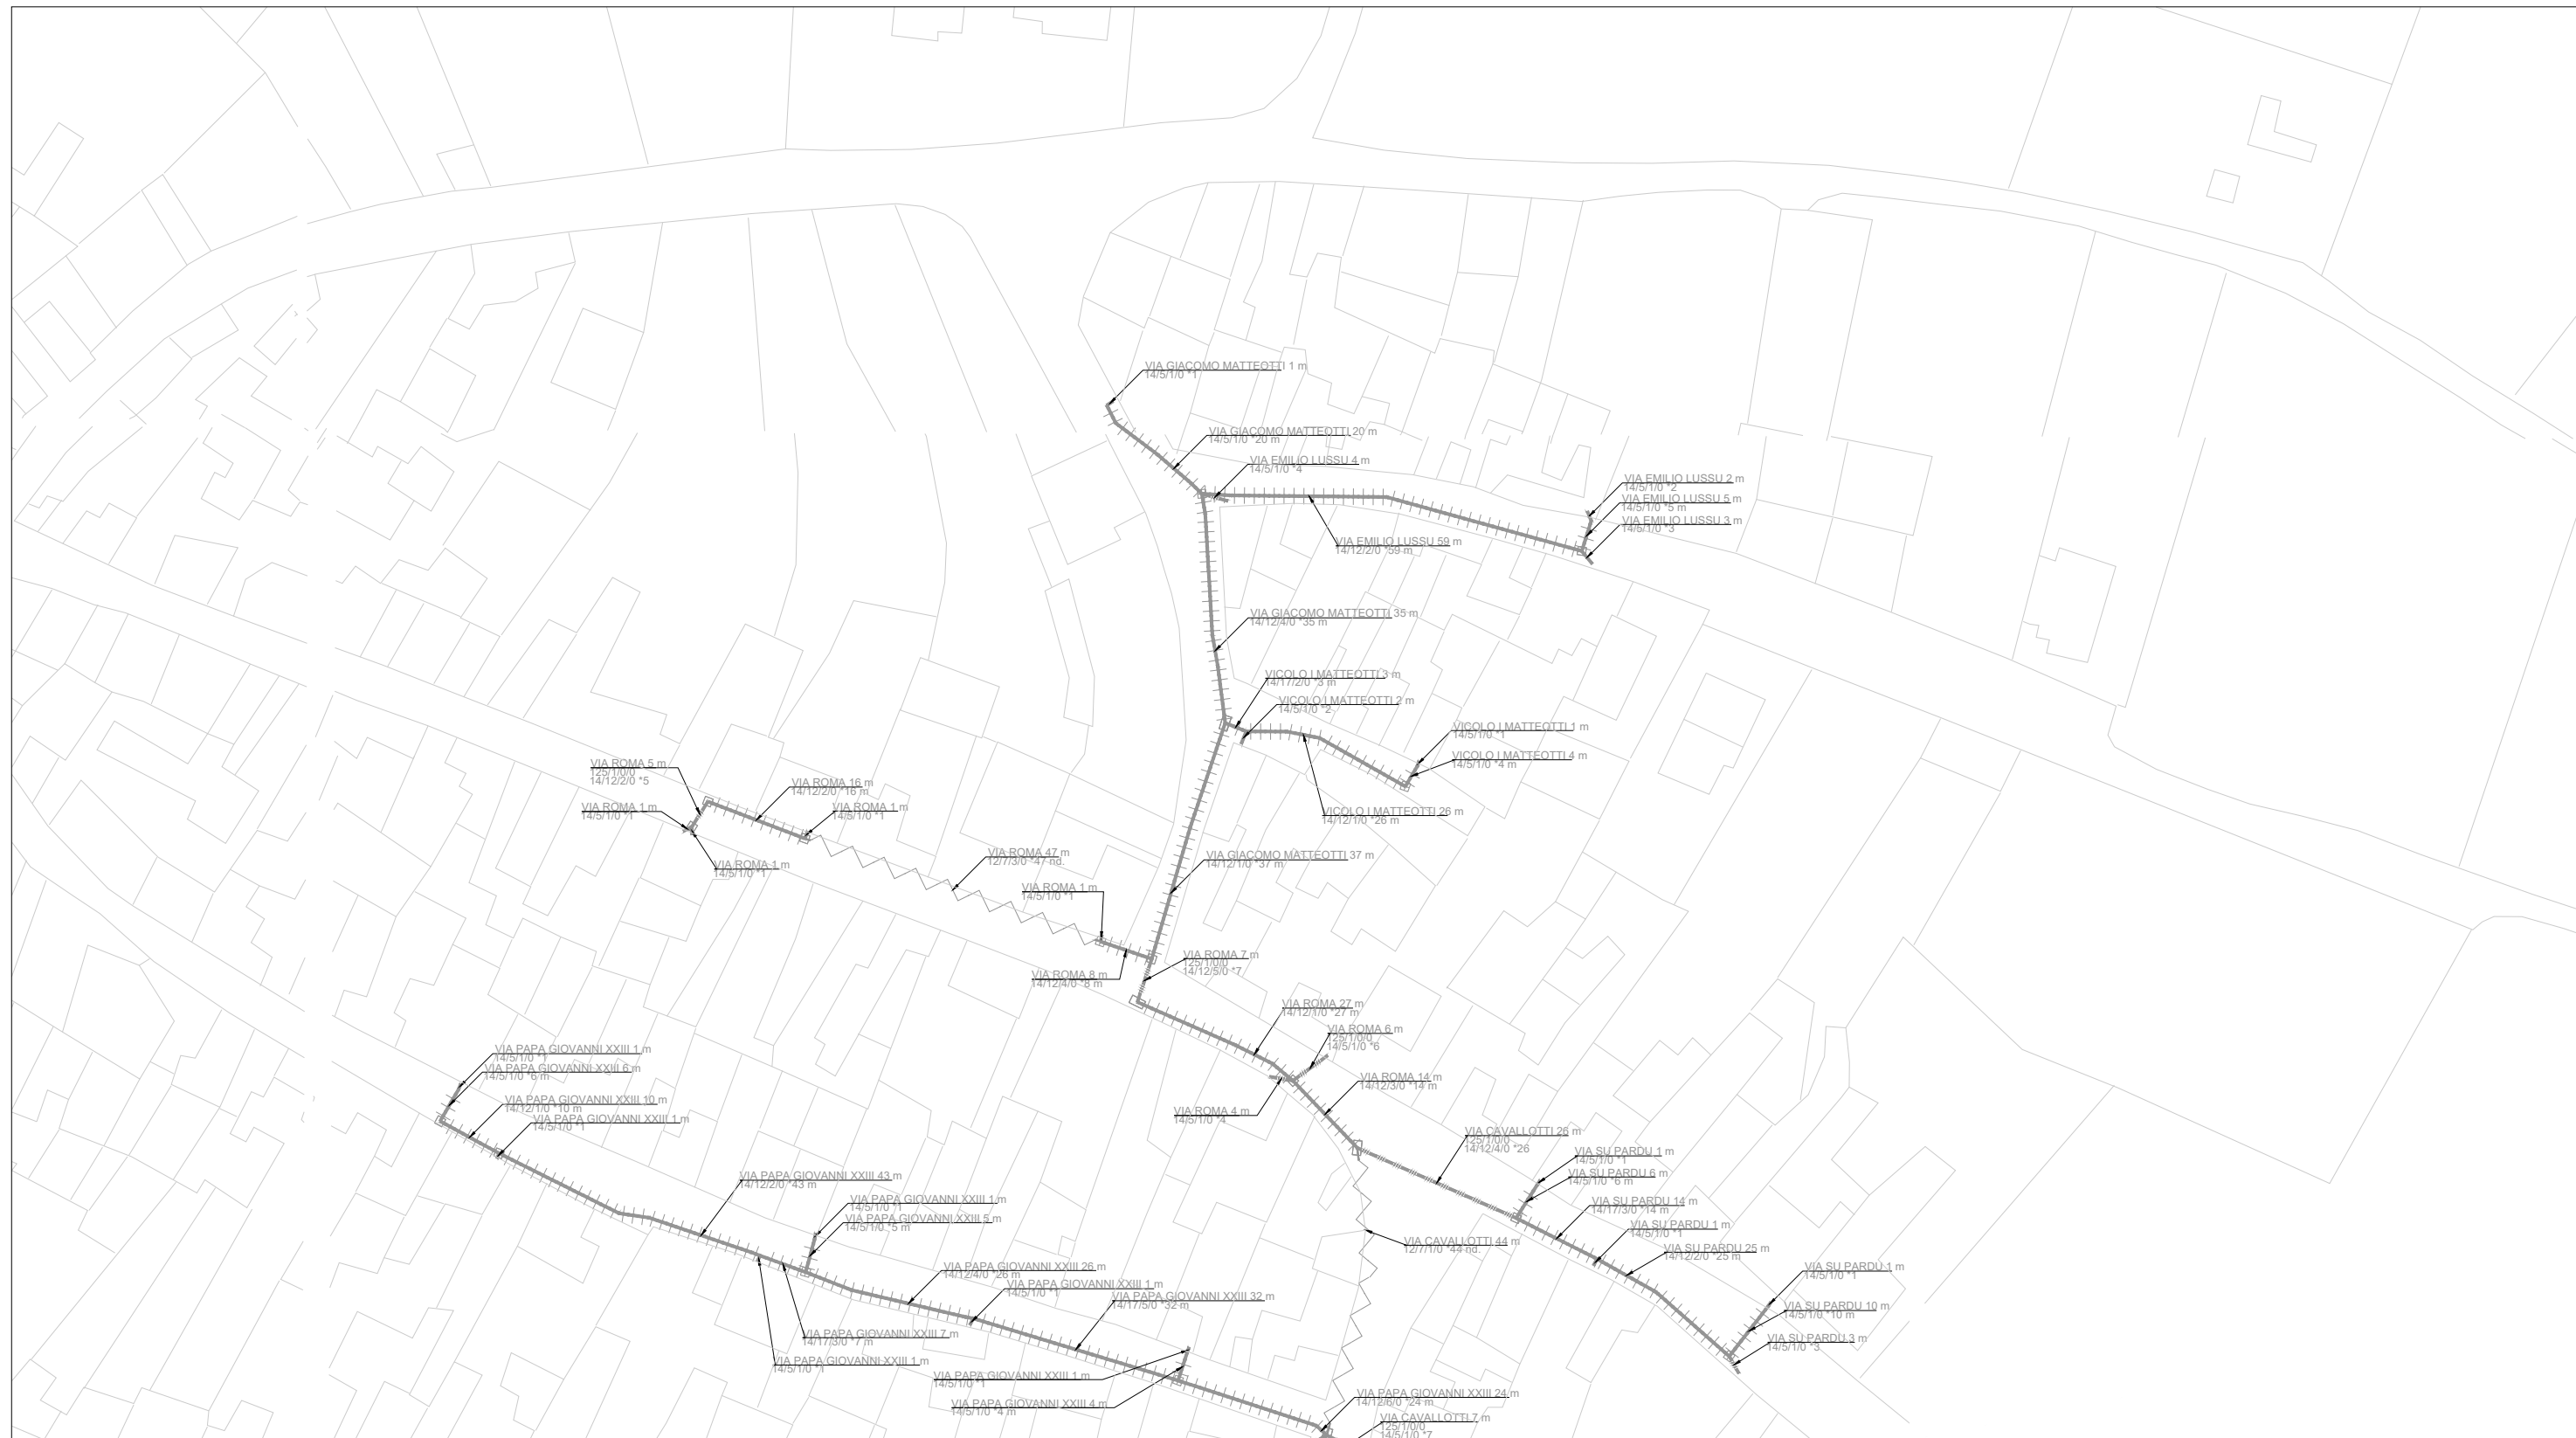 VIA GIACOMO MATTEOTTI 1 m
14/5/1/0 *1
VIA GIACOMO MATTEOTTI 20 m
14/5/1/0 *20 m
VIA EMILIO LUSSU 4 m
14/5/1/0 *4
VIA EMILIO LUSSU 2 m
14/5/1/0 *2
VIA EMILIO LUSSU 5 m
14/5/1/0 *5 m
VIA EMILIO LUSSU 3 m
14/5/1/0 *3
VIA EMILIO LUSSU 59 m
14/12/2/0 *59 m
VIA GIACOMO MATTEOTTI 35 m
14/12/4/0 *35 m
VICOLO I MATTEOTTI 3 m
14/17/2/0 *3 m
VICOLO I MATTEOTTI 2 m
14/5/1/0 *2
VICOLO I MATTEOTTI 1 m
14/5/1/0 *1
VICOLO I MATTEOTTI 4 m
14/5/1/0 *4 m
VICOLO I MATTEOTTI 26 m
14/12/1/0 *26 m
VIA ROMA 5 m
125/1/0/0
14/12/2/0 *5
VIA ROMA 16 m
14/12/2/0 *16 m
VIA ROMA 1 m
14/5/1/0 *1
VIA ROMA 1 m
14/5/1/0 *1
VIA ROMA 1 m
14/5/1/0 *1
VIA ROMA 47 m
12/7/3/0 *47 nd.
VIA GIACOMO MATTEOTTI 37 m
14/12/1/0 *37 m
VIA ROMA 1 m
14/5/1/0 *1
VIA ROMA 7 m
125/1/0/0
14/12/5/0 *7
VIA ROMA 8 m
14/12/4/0 *8 m
VIA ROMA 27 m
14/12/1/0 *27 m
VIA ROMA 6 m
125/1/0/0
14/5/1/0 *6
VIA ROMA 14 m
14/12/3/0 *14 m
VIA ROMA 4 m
14/5/1/0 *4
VIA PAPA GIOVANNI XXIII 1 m
14/5/1/0 *1
VIA PAPA GIOVANNI XXIII 6 m
14/5/1/0 *6 m
VIA PAPA GIOVANNI XXIII 10 m
14/12/1/0 *10 m
VIA PAPA GIOVANNI XXIII 1 m
14/5/1/0 *1
VIA CAVALLOTTI 26 m
125/1/0/0
14/12/4/0 *26
VIA SU PARDU 1 m
14/5/1/0 *1
VIA SU PARDU 6 m
14/5/1/0 *6 m
VIA SU PARDU 14 m
14/17/3/0 *14 m
VIA SU PARDU 1 m
14/5/1/0 *1
VIA SU PARDU 25 m
14/12/2/0 *25 m
VIA PAPA GIOVANNI XXIII 43 m
14/12/2/0 *43 m
VIA PAPA GIOVANNI XXIII 1 m
14/5/1/0 *1
VIA PAPA GIOVANNI XXIII 5 m
14/5/1/0 *5 m
VIA CAVALLOTTI 44 m
12/7/1/0 *44 nd.
VIA PAPA GIOVANNI XXIII 26 m
14/12/4/0 *26 m
VIA PAPA GIOVANNI XXIII 1 m
14/5/1/0 *1
VIA PAPA GIOVANNI XXIII 32 m
14/17/5/0 *32 m
VIA SU PARDU 1 m
14/5/1/0 *1
VIA SU PARDU 10 m
14/5/1/0 *10 m
VIA SU PARDU 3 m
14/5/1/0 *3
VIA PAPA GIOVANNI XXIII 7 m
14/17/3/0 *7 m
VIA PAPA GIOVANNI XXIII 1 m
14/5/1/0 *1
VIA PAPA GIOVANNI XXIII 1 m
14/5/1/0 *1
VIA PAPA GIOVANNI XXIII 4 m
14/5/1/0 *4 m
VIA PAPA GIOVANNI XXIII 24 m
14/12/6/0 *24 m
VIA CAVALLOTTI 7 m
125/1/0/0
14/5/1/0 *7